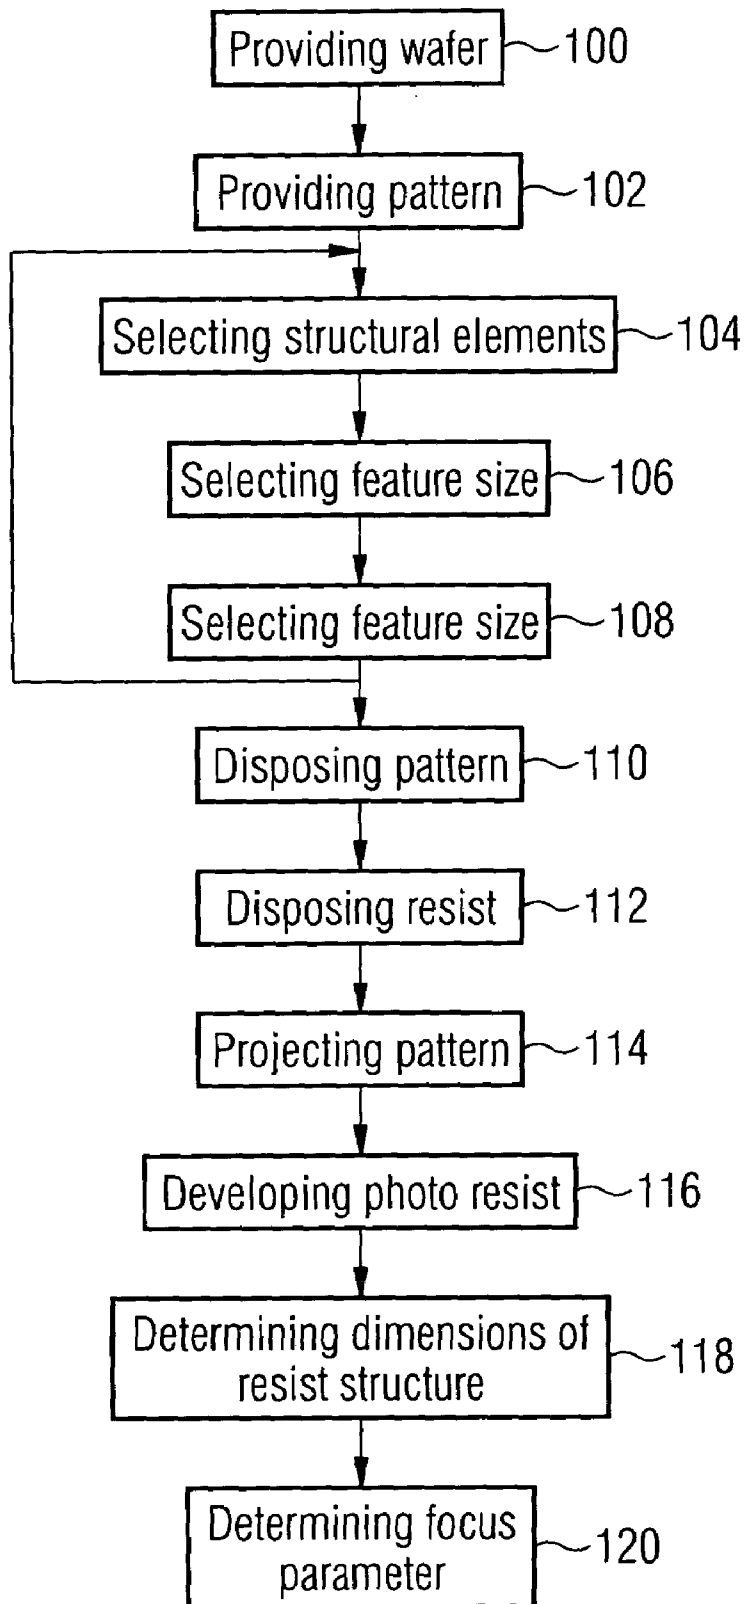 Providing wafer 100
Providing pattern 102
Selecting structural elements 104
Selecting feature size 106
Selecting feature size 108
Disposing pattern 110
Disposing resist 112
Projecting pattern 114
Developing photo resist 116
Determining dimensions of
resist structure 118
Determining focus
parameter 120